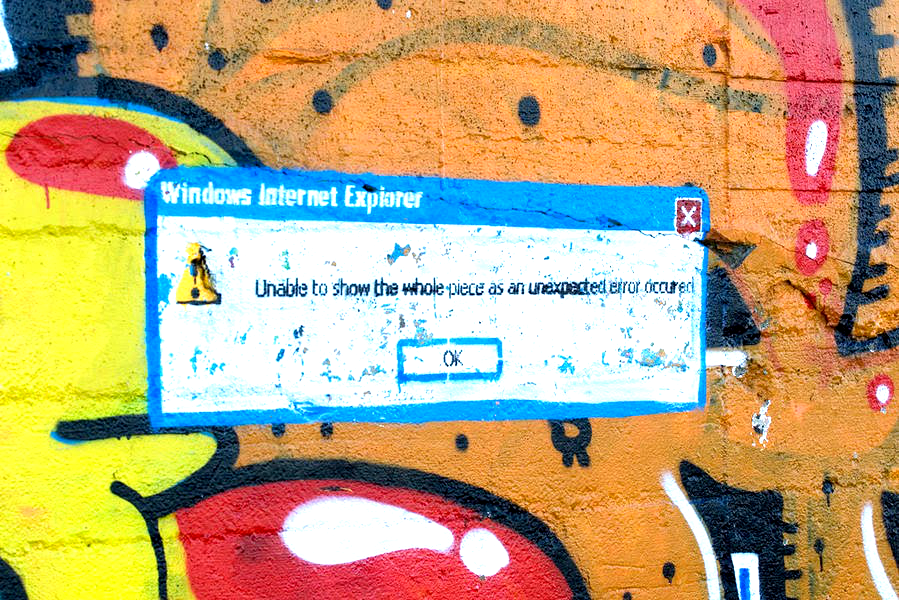 Windows Internet Explorer
X
Unable to show the whole piece as an unexpected error occured
OK